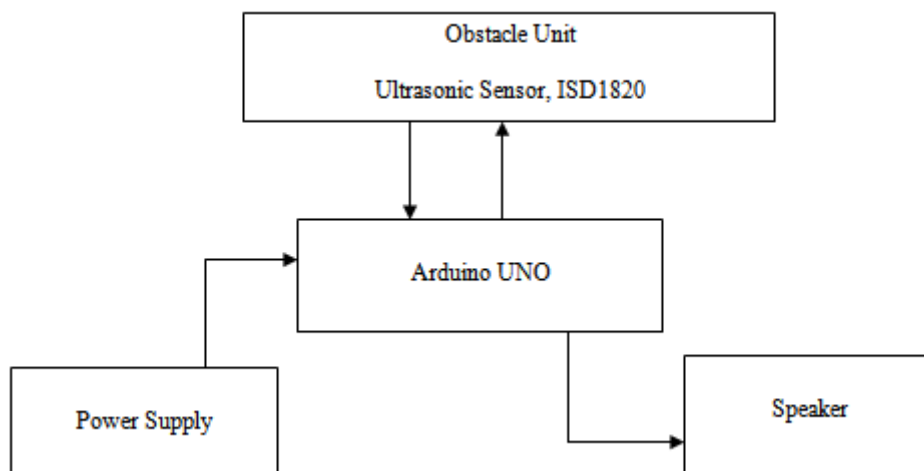 Obstacle Unit
Ultrasonic Sensor, ISD1820
Arduino UNO
Power Supply
Speaker